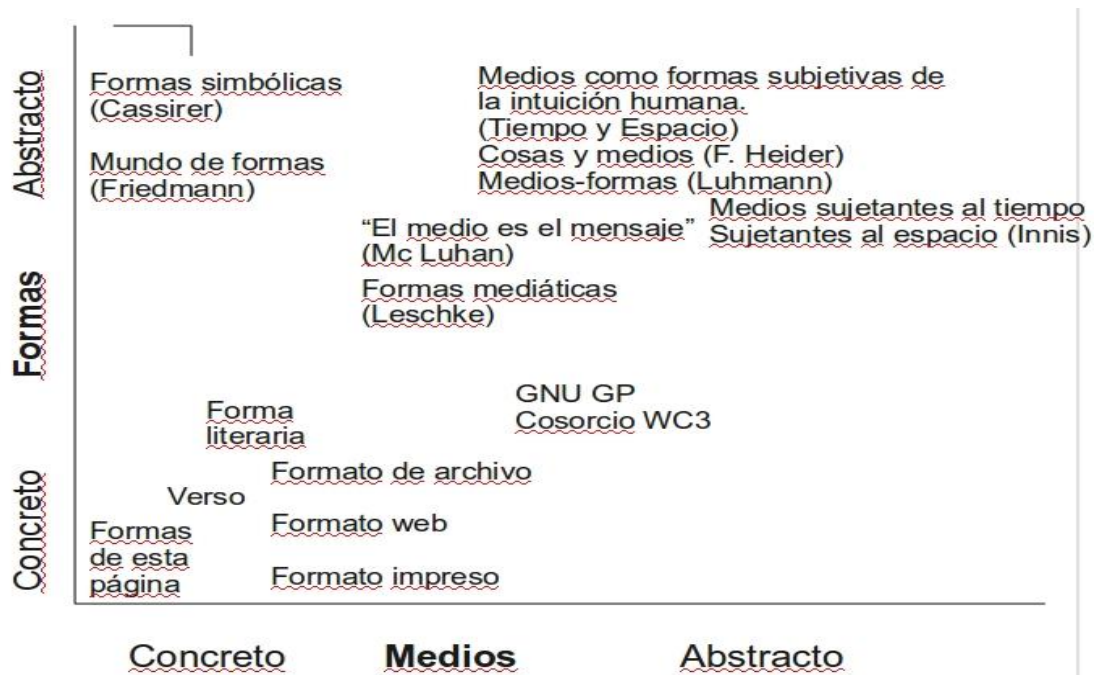 Abstracto
Formas
Concreto
Formas simbólicas
(Cassirer)
Mundo de formas
(Friedmann)
Medios como formas subjetivas de
la intuición humana.
(Tiempo y Espacio)
Cosas y medios (F. Heider)
Medios-formas (Luhmann)
Medios sujetantes al tiempo
Sujetantes al espacio (Innis)
“El medio es el mensaje”
(Mc Luhan)
Formas mediáticas
(Leschke)
GNU GP
Cosorcio WC3
Forma
literaria
Formato de archivo
Verso
Formato web
Formas
de esta
página
Formato impreso
Concreto
Medios
Abstracto